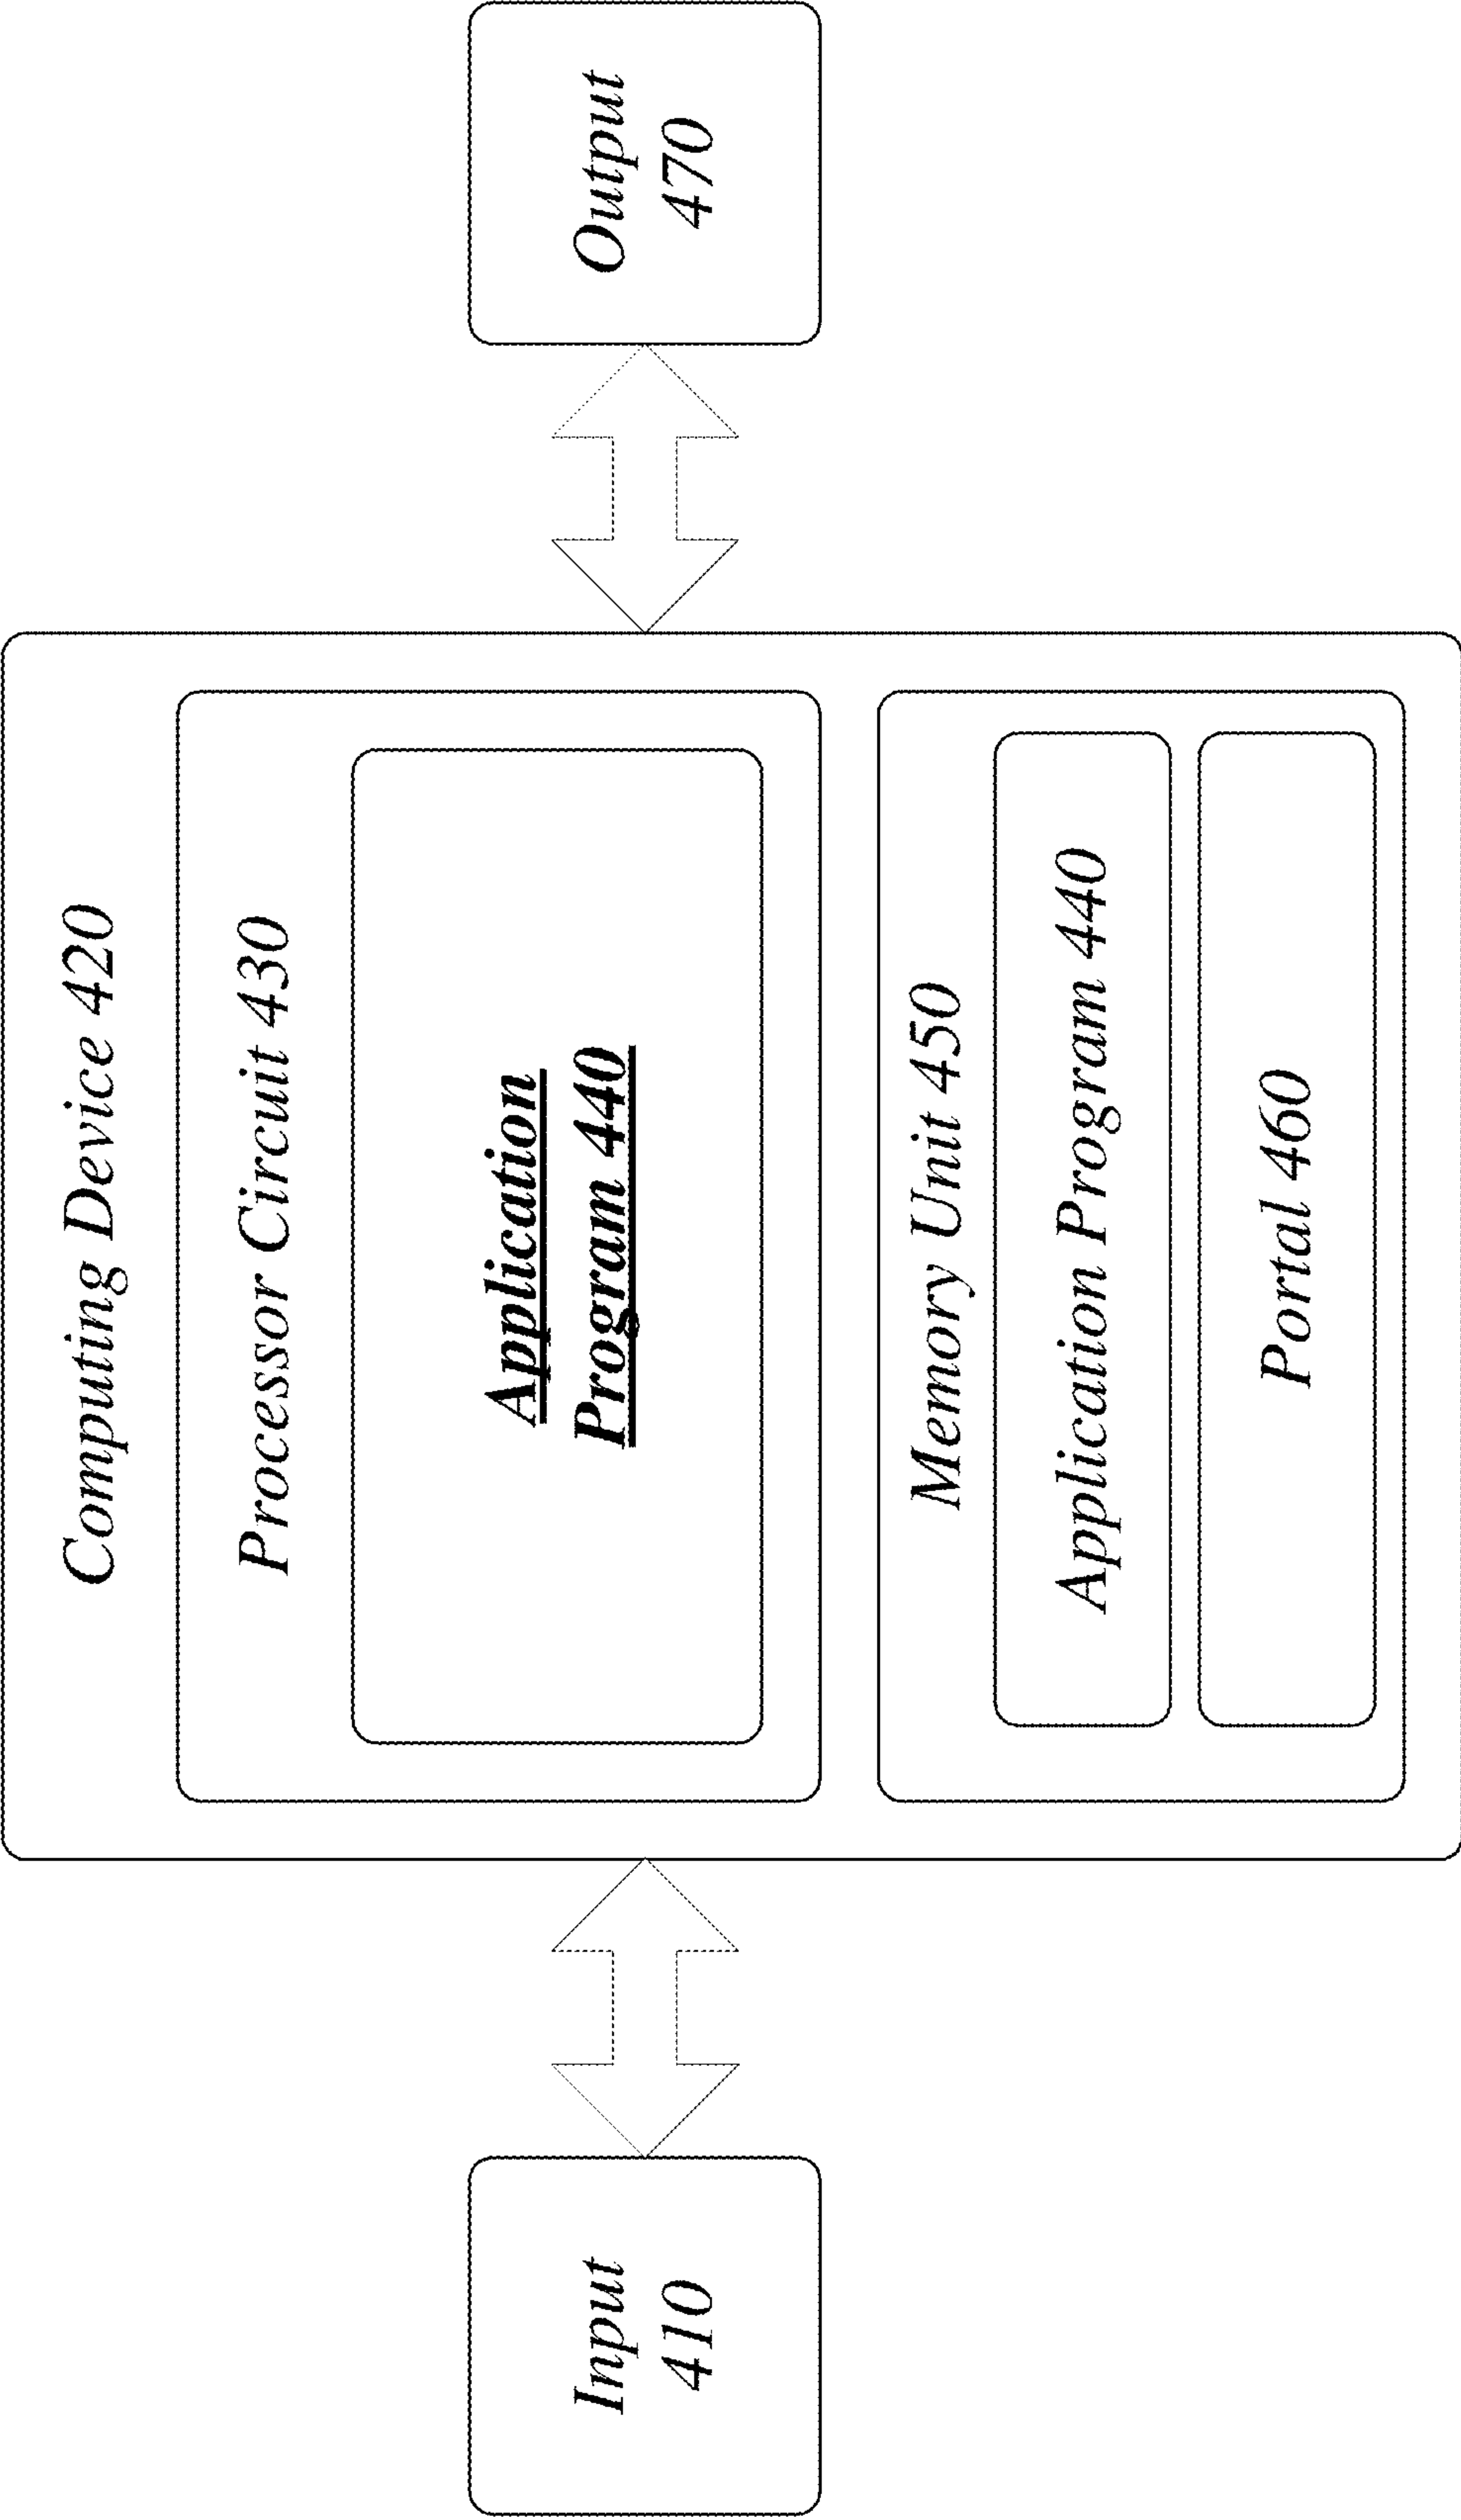 Input
410
Computing Device 420
Processor Circuit 430
Application
Program 440
Memory Unit 450
Application Program 440
Portal 460
Output
470